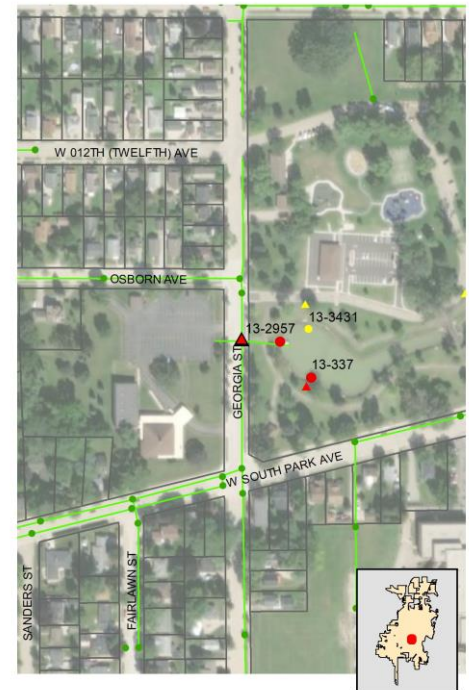 W 012TH (TWELFTH) AVE
OSBORN AVE
13-3431
13-2957
13-337
GEORGIA ST
W SOUTH PARK AVE
SANDERS ST
FAIRLAWN ST